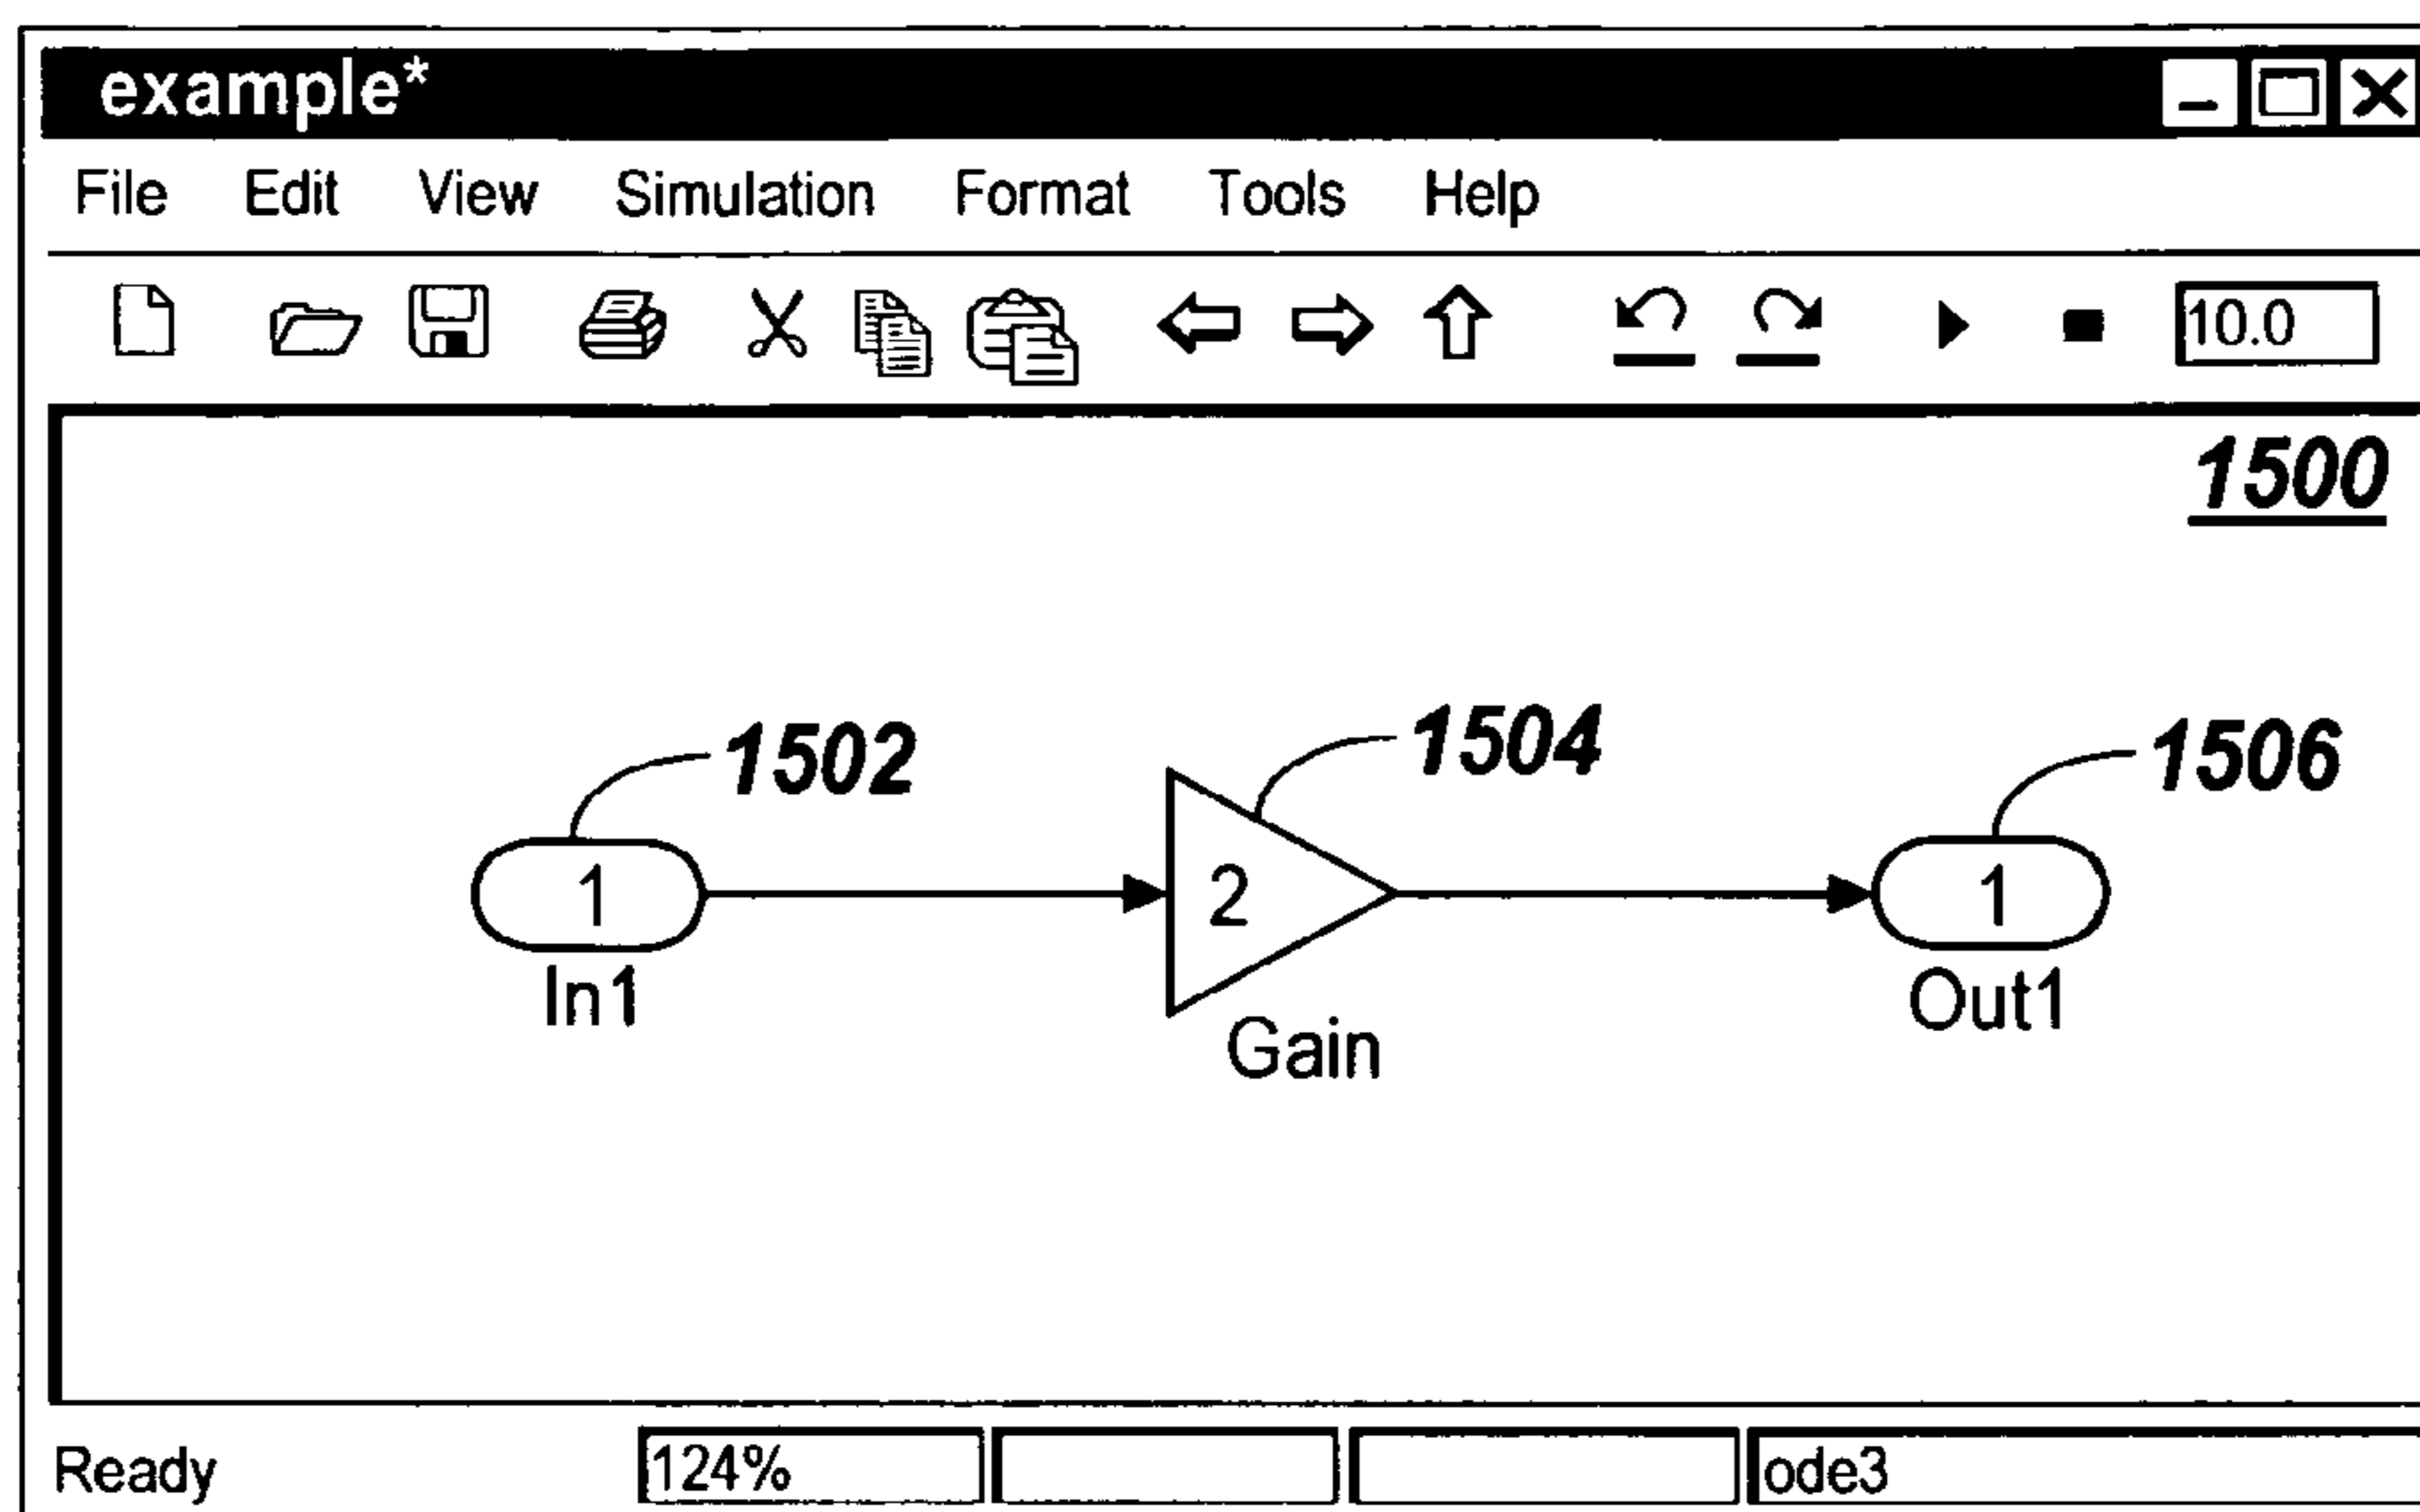 example*
File Edit View Simulation Format Tools Help
10.0
1500
1502 1504 1506
1 2 1
In1 Gain Out1
Ready 124% ode3